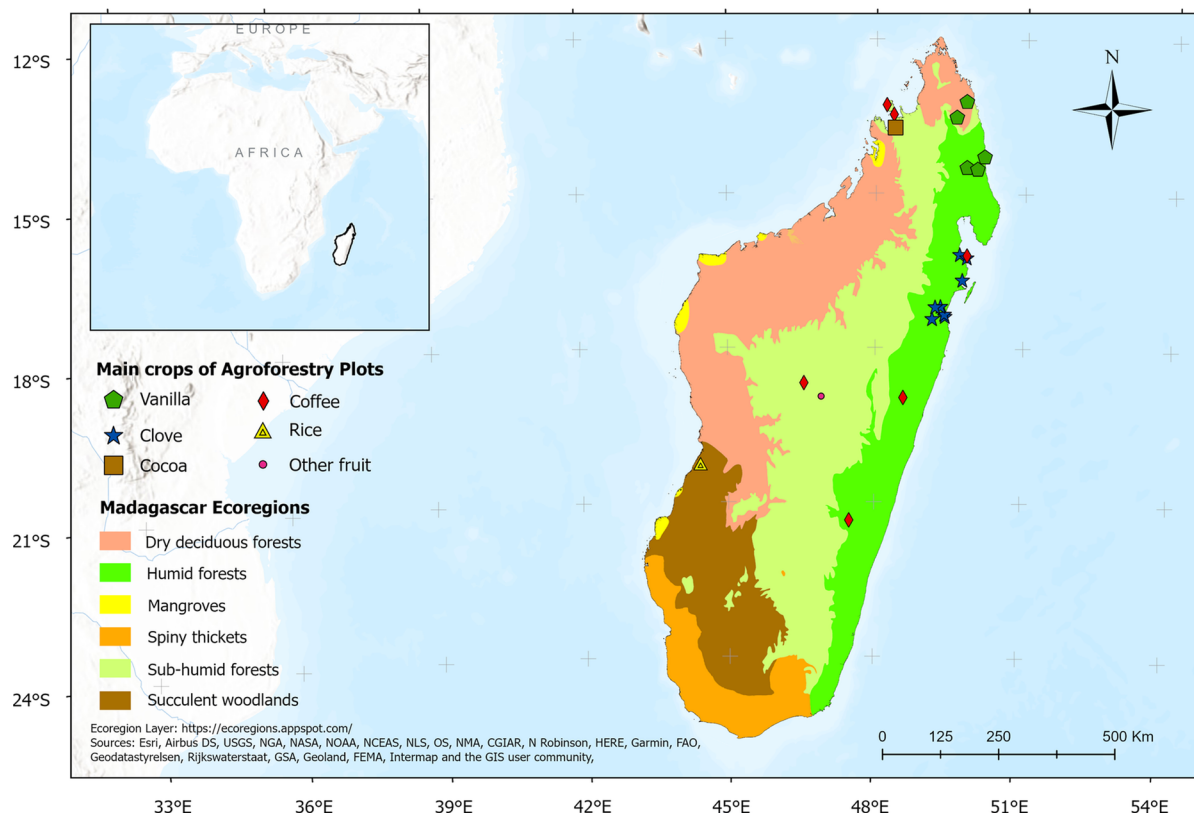 EUROPE
AFRICA
N
12°S
15°S
18°S
21°S
24°S
Main crops of Agroforestry Plots
Vanilla
Coffee
Clove
Rice
Cocoa
Other fruit
Madagascar Ecoregions
Dry deciduous forests
Humid forests
Mangroves
Spiny thickets
Sub-humid forests
Succulent woodlands
Ecoregion Layer: https://ecoregions.appspot.com/
Sources: Esri, Airbus DS, USGS, NGA, NASA, NOAA, NCEAS, NLS, OS, NMA, CGIAR, N Robinson, HERE, Garmin, FAO,
Geodatastyrelsen, Rijkswaterstaat, GSA, Geoland, FEMA, Intermap and the GIS user community,
0 125 250 500 Km
33°E 36°E 39°E 42°E 45°E 48°E 51°E 54°E